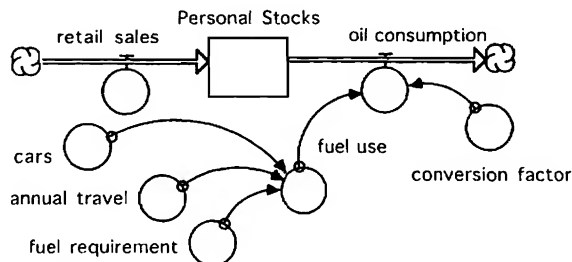 Personal Stocks
retail sales
oil consumption
cars
fuel use
annual travel
conversion factor
fuel requirement